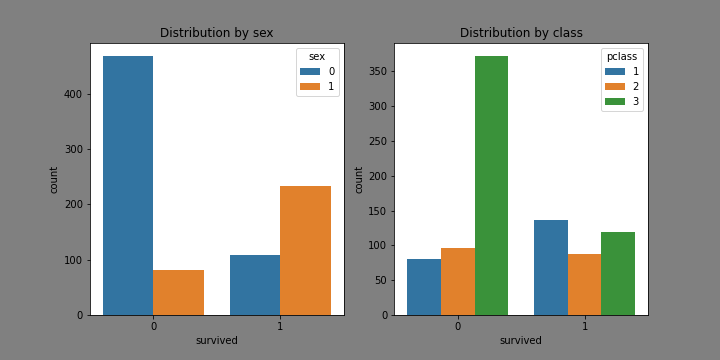 Distribution by sex
count
400
300
200
100
0
0 1
survived
sex
0
1
Distribution by class
count
350
300
250
200
150
100
50
0
0 1
survived
pclass
1
2
3